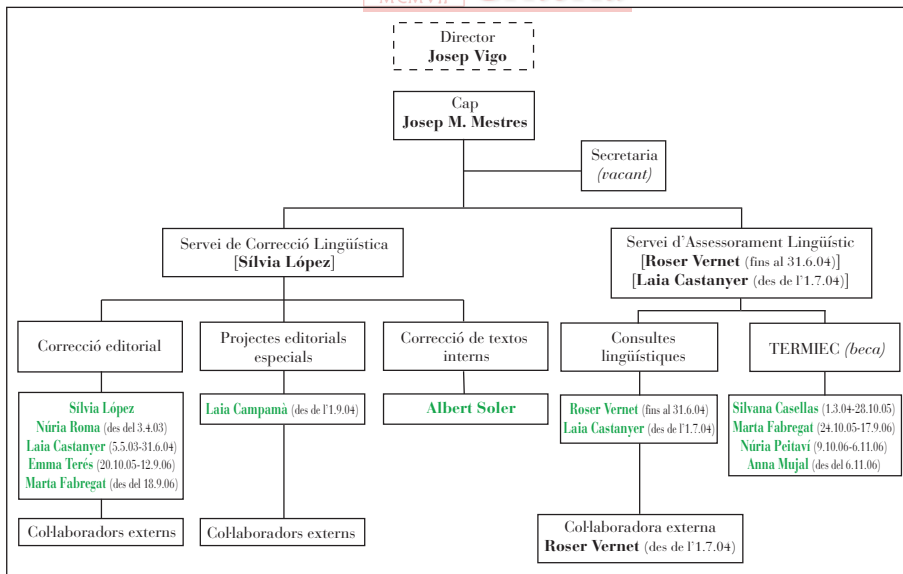 MCMVII
Director
Josep Vigo
Cap
Josep M. Mestres
Secretaria
(vacant)
Servei de Correcció Lingüística
[Sílvia López]
Servei d'Assessorament Lingüístic
[Roser Vernet (fins al 31.6.04)]
[Laia Castanyer (des de l'1.7.04)]
Correcció editorial
Projectes editorials
especials
Correcció de textos
interns
Consultes
lingüístiques
TERMIEC (beca)
Sílvia López
Núria Roma (des del 3.4.03)
Laia Castanyer (5.5.03-31.6.04)
Emma Terés (20.10.05-12.9.06)
Marta Fabregat (des del 18.9.06)
Laia Campamà (des de l'1.9.04)
Albert Soler
Roser Vernet (fins al 31.6.04)
Laia Castanyer (des de l'1.7.04)
Silvana Casellas (1.3.04-28.10.05)
Marta Fabregat (24.10.05-17.9.06)
Núria Peitaví (9.10.06-6.11.06)
Anna Mujal (des del 6.11.06)
Col·laboradors externs
Col·laboradors externs
Col·laboradora externa
Roser Vernet (des de l'1.7.04)